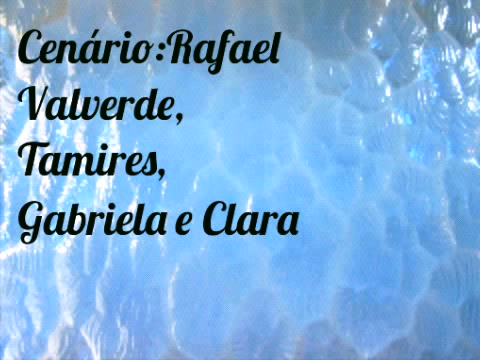 Cenário:Rafael
Valverde,
Tamires,
Gabriela e Clara